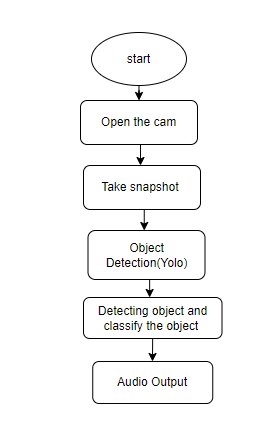 start
Open the cam
Take snapshot
Object
Detection(Yolo)
Detecting object and
classify the object
Audio Output